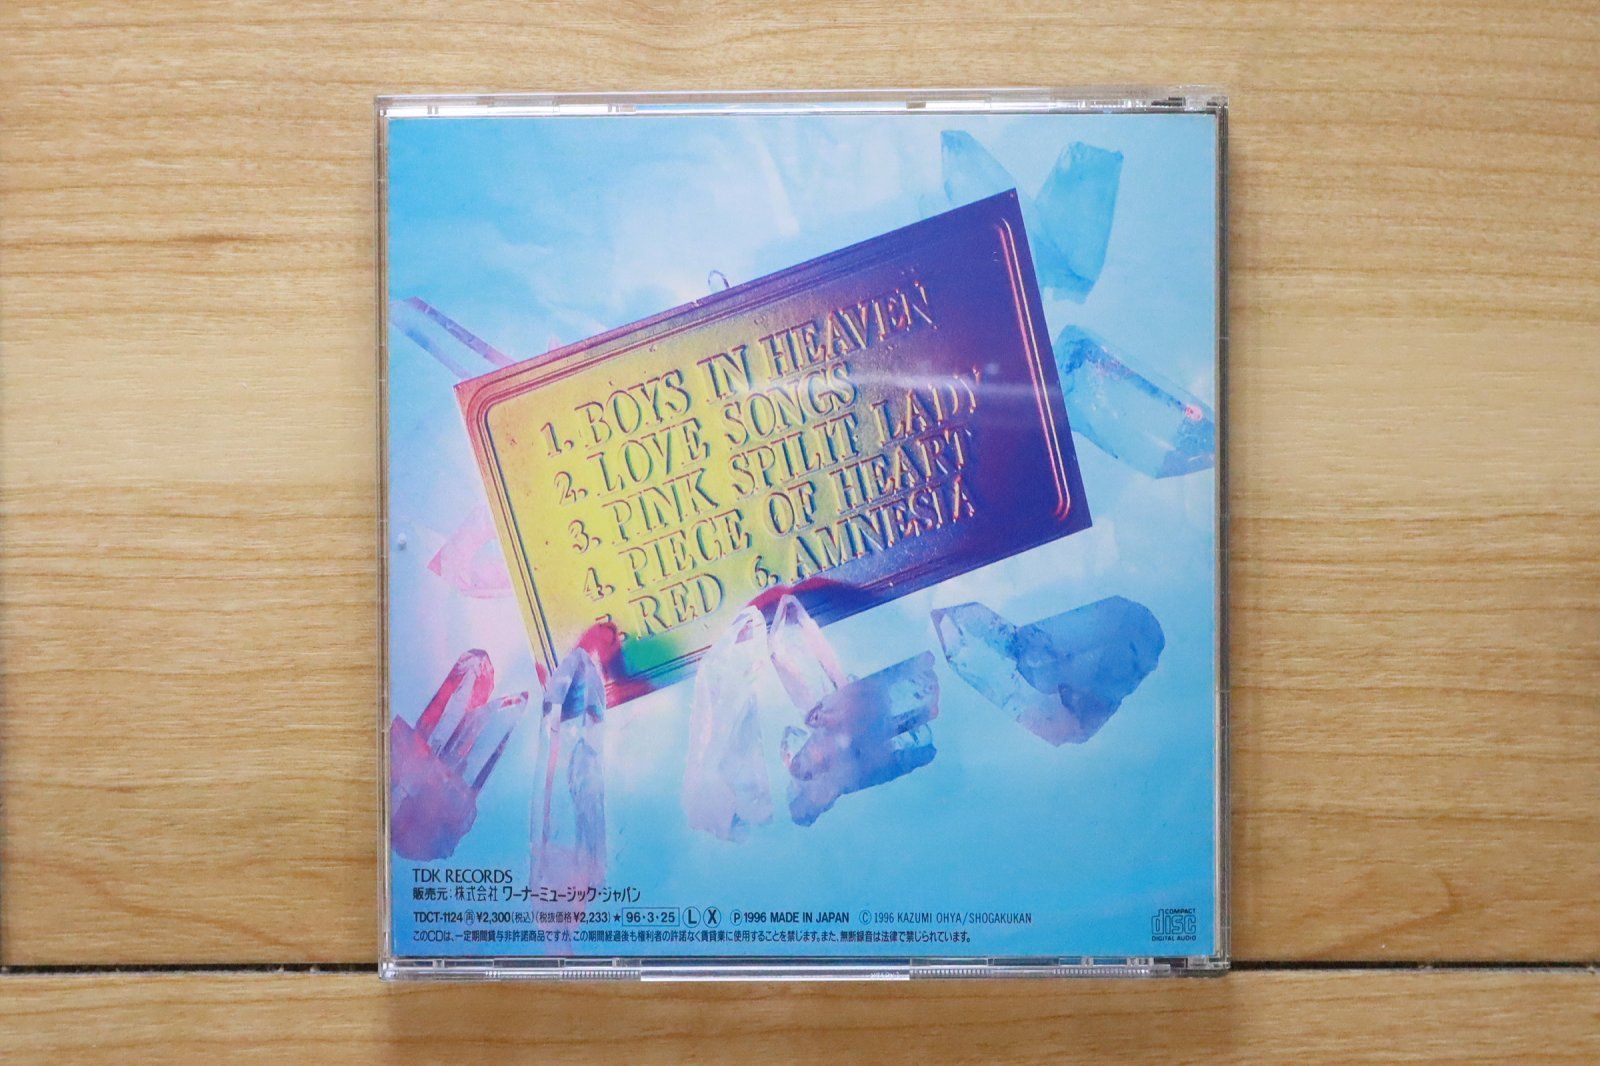 1. BOYS IN HEAVEN
2. LOVE SONGS
3. PINK SPILIT LADY
4. PIECE OF HEART
5. RED 6. AMNESIA
TDK RECORDS
販売元:株式会社 ワーナーミュージック・ジャパン
TDCT-1124 再 ¥2,300(税込)(税抜価格¥2,233)★ 96・3・25 L X Ⓟ1996 MADE IN JAPAN Ⓒ1996 KAZUMI OHYA/SHOGAKUKAN
このCDは、一定期間貸与非許諾商品ですが、この期間経過後も権利者の許諾なく賃貸業に使用することを禁じます。また、無断録音は法律で禁じられています。
COMPACT
disc
DIGITAL AUDIO